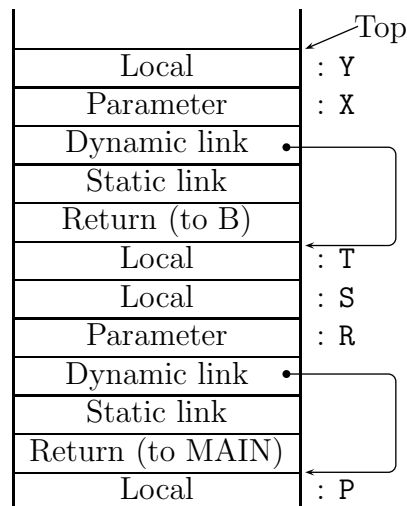 Top
Local : Y
Parameter : X
Dynamic link
Static link
Return (to B)
Local : T
Local : S
Parameter : R
Dynamic link
Static link
Return (to MAIN)
Local : P